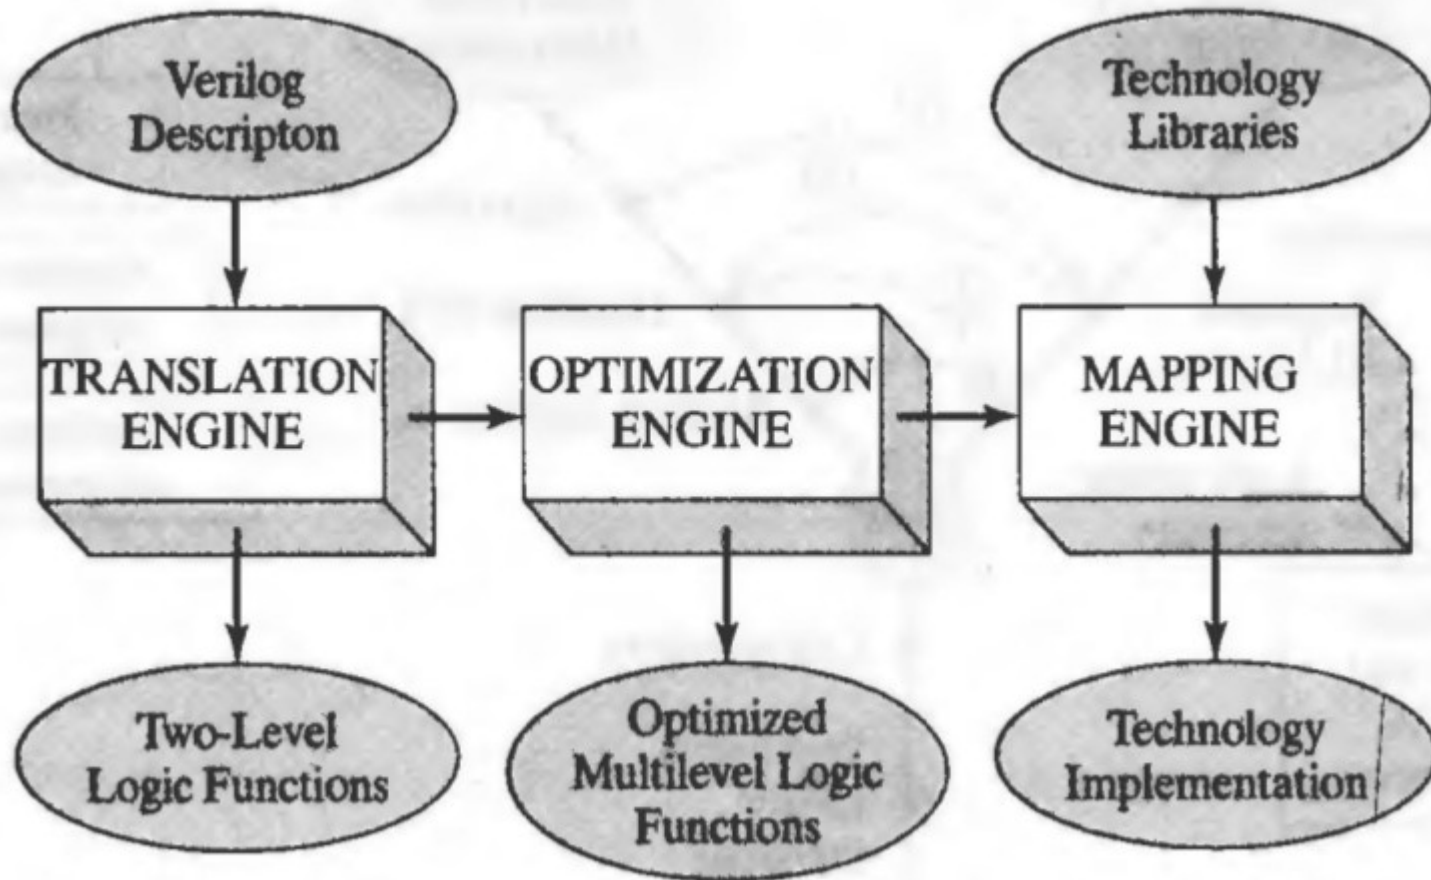 Verilog
Descripton
Technology
Libraries
TRANSLATION
ENGINE
OPTIMIZATION
ENGINE
MAPPING
ENGINE
Two-Level
Logic Functions
Optimized
Multilevel Logic
Functions
Technology
Implementation